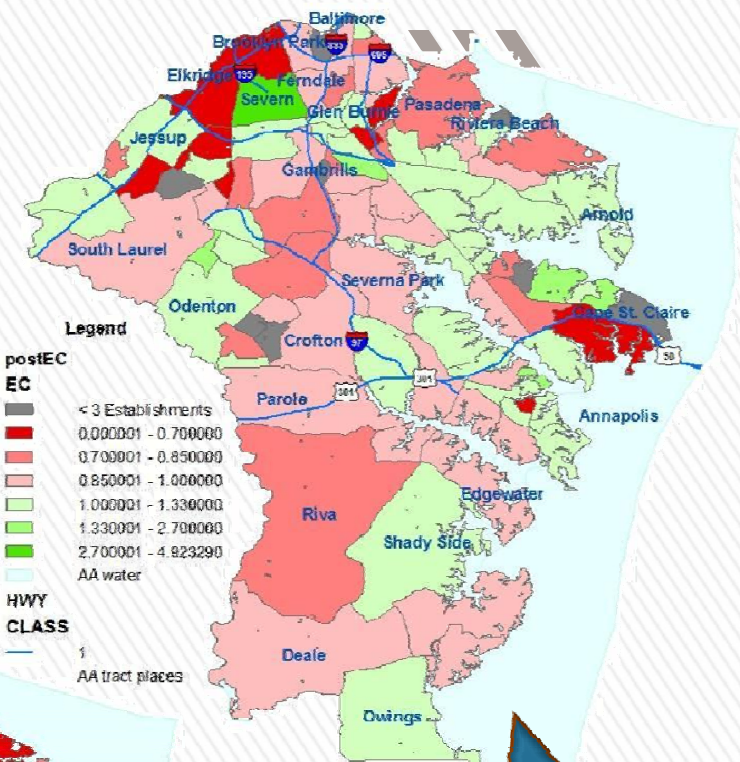 Baltimore
Brooklyn Park
695
Elkridge
195
Ferndale
Severn
Glen Burnie
Pasadena
Riviera Beach
Jessup
Gambrills
Arnold
South Laurel
Severna Park
Odenton
Cape St. Claire
Legend
Crofton
97
50
postEC
EC
301
301
Parole
Annapolis
< 3 Establishments
0.000001 - 0.700000
0.700001 - 0.850000
0.850001 - 1.000000
1.000001 - 1.330000
1.330001 - 2.700000
2.700001 - 4.923290
AA water
HWY
CLASS
1
AA tract places
Edgewater
Riva
Shady Side
Deale
Owings